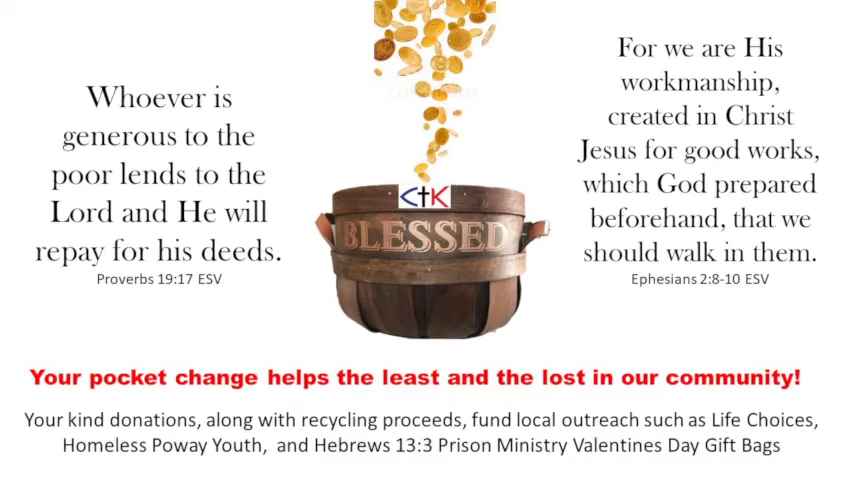 Whoever is
generous to the
poor lends to the
Lord and He will
repay for his deeds.
Proverbs 19:17 ESV
CTK
BLESSED
For we are His
workmanship,
created in Christ
Jesus for good works,
which God prepared
beforehand, that we
should walk in them.
Ephesians 2:8-10 ESV
Your pocket change helps the least and the lost in our community!
Your kind donations, along with recycling proceeds, fund local outreach such as Life Choices,
Homeless Poway Youth, and Hebrews 13:3 Prison Ministry Valentines Day Gift Bags